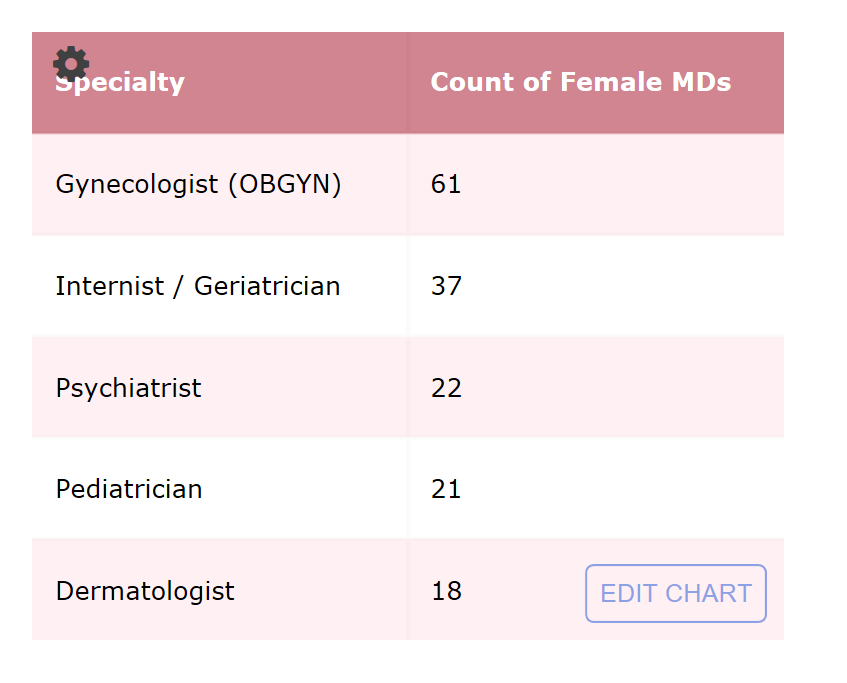 Specialty Count of Female MDs
Gynecologist (OBGYN) 61
Internist / Geriatrician 37
Psychiatrist 22
Pediatrician 21
Dermatologist 18 EDIT CHART